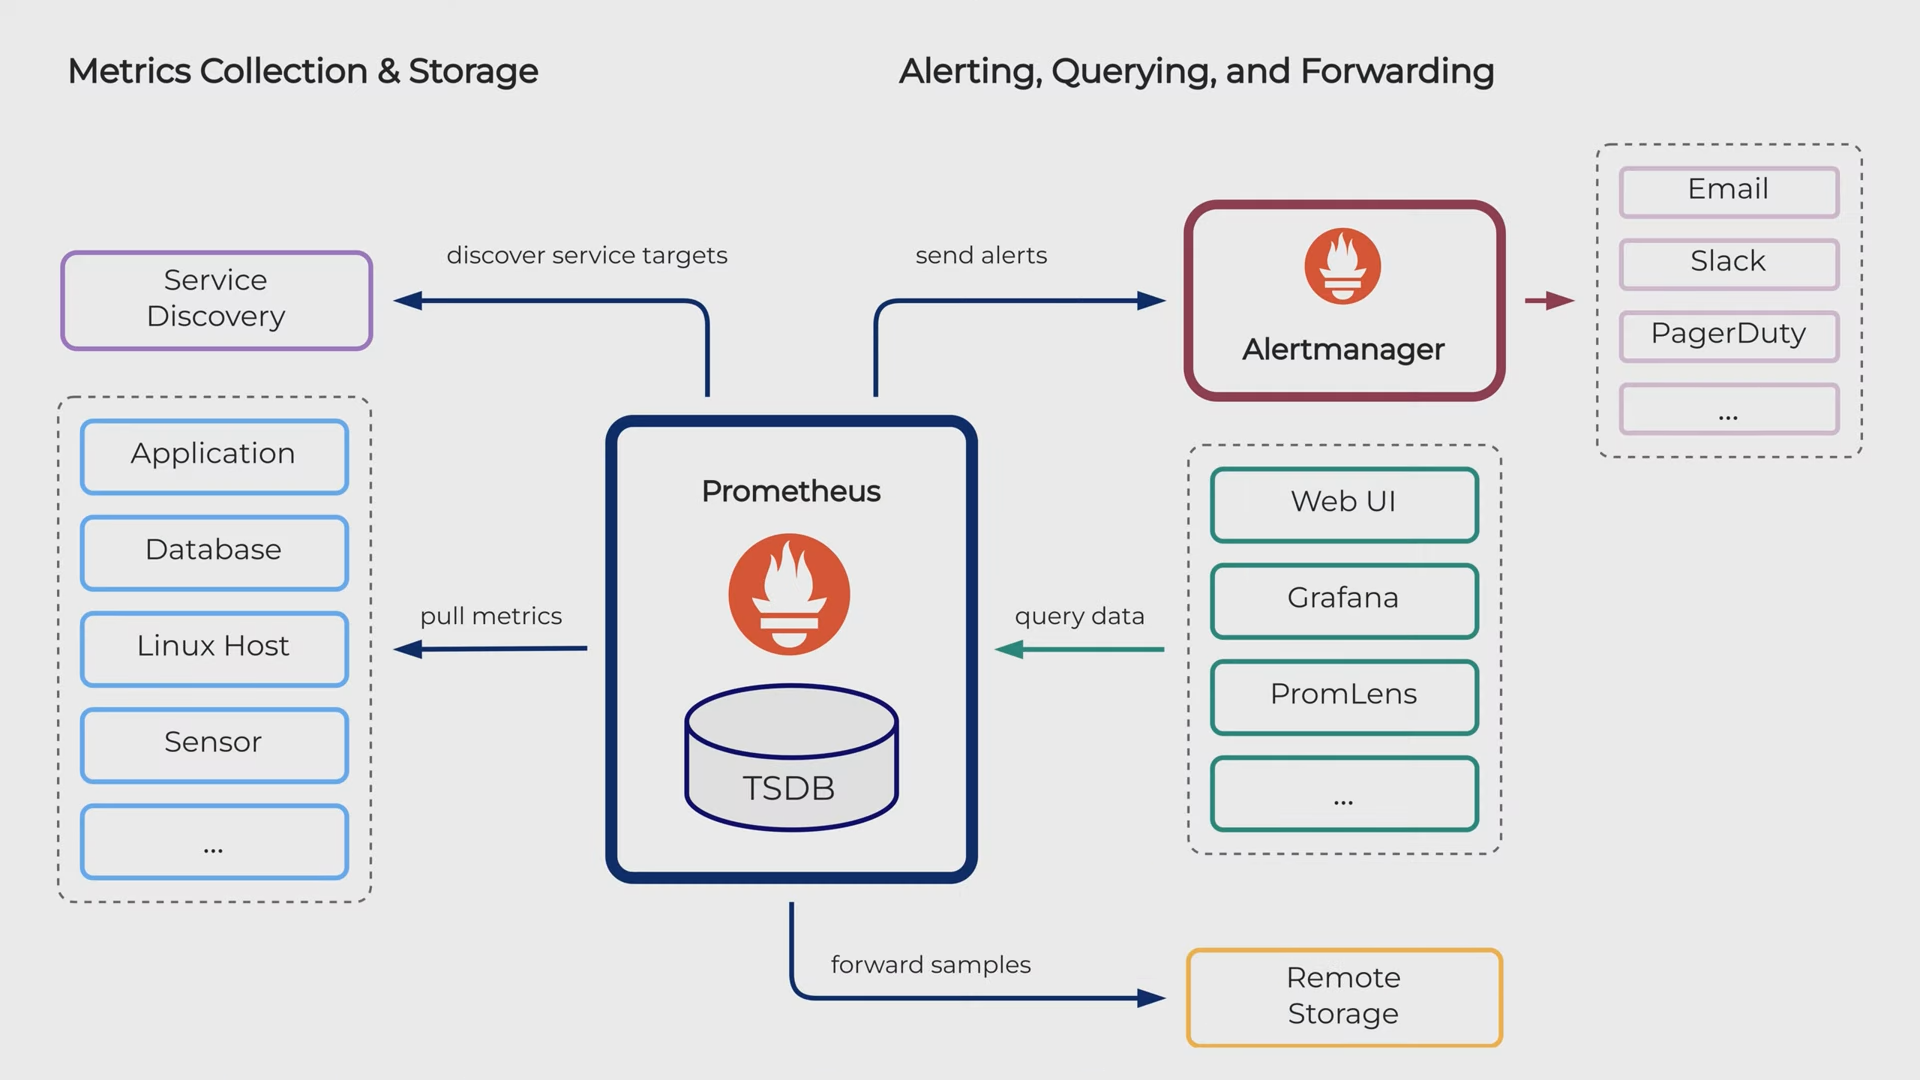 Metrics Collection & Storage
Alerting, Querying, and Forwarding
Service
Discovery
discover service targets
send alerts
Alertmanager
Email
Slack
PagerDuty
...
Application
Database
Linux Host
Sensor
...
pull metrics
Prometheus
TSDB
query data
Web UI
Grafana
PromLens
...
forward samples
Remote
Storage